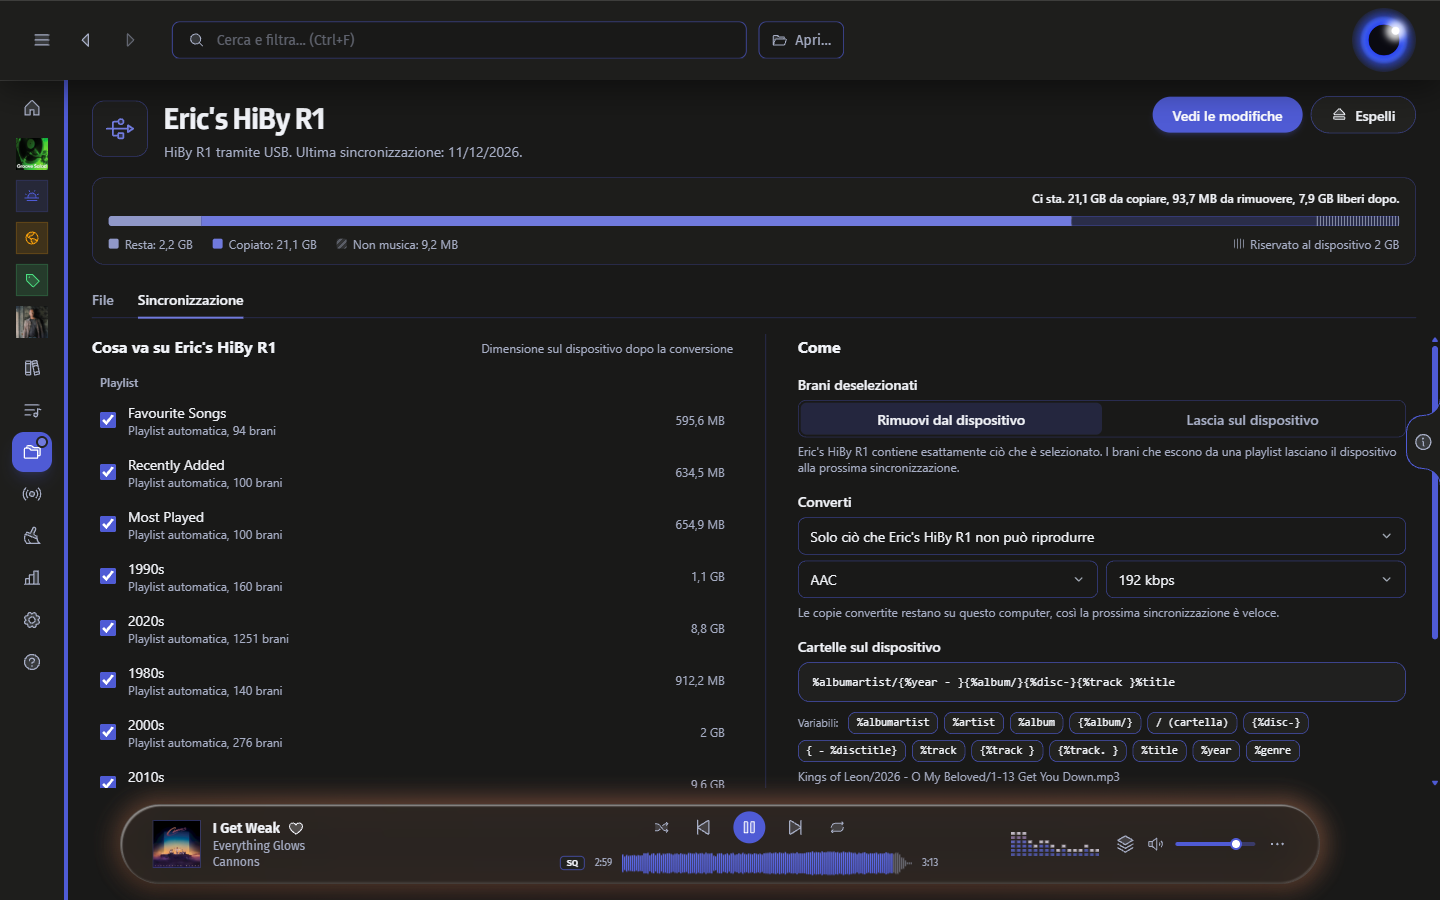 Cerca e filtra... (Ctrl+F)
Apri...
Eric's HiBy R1
HiBy R1 tramite USB. Ultima sincronizzazione: 11/12/2026.
Vedi le modifiche
Espelli
Ci sta. 21,1 GB da copiare, 93,7 MB da rimuovere, 7,9 GB liberi dopo.
Resta: 2,2 GB
Copiato: 21,1 GB
Non musica: 9,2 MB
Riservato al dispositivo 2 GB
File
Sincronizzazione
Cosa va su Eric's HiBy R1
Dimensione sul dispositivo dopo la conversione
Playlist
Favourite Songs
Playlist automatica, 94 brani
595,6 MB
Recently Added
Playlist automatica, 100 brani
634,5 MB
Most Played
Playlist automatica, 100 brani
654,9 MB
1990s
Playlist automatica, 160 brani
1,1 GB
2020s
Playlist automatica, 1251 brani
8,8 GB
1980s
Playlist automatica, 140 brani
912,2 MB
2000s
Playlist automatica, 276 brani
2 GB
2010s
9,6 GB
Come
Brani deselezionati
Rimuovi dal dispositivo
Lascia sul dispositivo
Eric's HiBy R1 contiene esattamente ciò che è selezionato. I brani che escono da una playlist lasciano il dispositivo
alla prossima sincronizzazione.
Converti
Solo ciò che Eric's HiBy R1 non può riprodurre
AAC
192 kbps
Le copie convertite restano su questo computer, così la prossima sincronizzazione è veloce.
Cartelle sul dispositivo
%albumartist/{%year - }{%album/}{%disc-}{%track }%title
Variabili: %albumartist %artist %album {%album/} / (cartella) {%disc-}
{ - %disctitle} %track {%track } {%track. } %title %year %genre
Kings of Leon/2026 - O My Beloved/1-13 Get You Down.mp3
I Get Weak
Everything Glows
Cannons
SQ
2:59
3:13